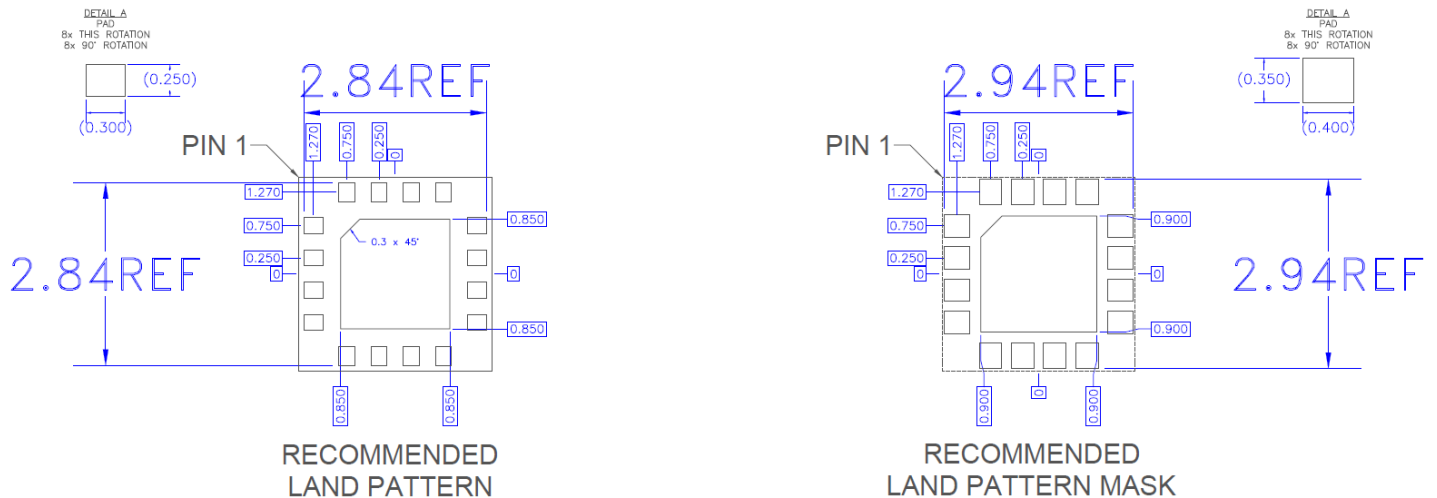 DETAIL A
PAD
8x THIS ROTATION
8x 90° ROTATION
(0.250)
(0.300)
2.84REF
PIN 1
1.270
0.750
0.250
0
1.270
0.750
0.250
0
0.850
0.3 x 45°
0
2.84REF
0.850
0.850
0.850
RECOMMENDED
LAND PATTERN
DETAIL A
PAD
8x THIS ROTATION
8x 90° ROTATION
(0.350)
(0.400)
2.94REF
PIN 1
1.270
0.750
0.250
0
1.270
0.750
0.250
0
0.900
0
2.94REF
0.900
0.900
0
0.900
RECOMMENDED
LAND PATTERN MASK